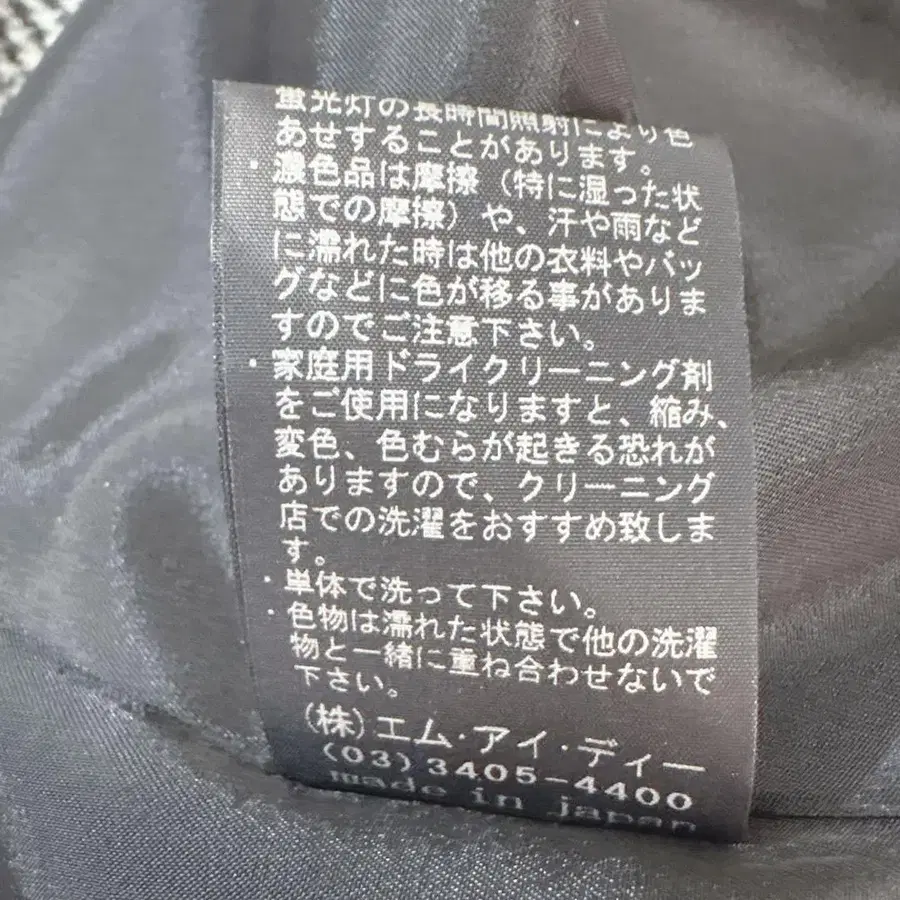 蛍光灯の長時間照射により色
あせすることがあります。
・濃色品は摩擦（特に湿った状
態での摩擦）や、汗や雨など
に濡れた時は他の衣料やバッ
グなどに色が移る事がありま
すのでご注意下さい。
・家庭用ドライクリーニング剤
をご使用になりますと、縮み、
変色、色むらが起きる恐れが
ありますので、クリーニング
店での洗濯をおすすめ致しま
す。
・単体で洗って下さい。
・色物は濡れた状態で他の洗濯
物と一緒に重ね合わせないで
下さい。
(株)エム・アイ・ディー
(03)3405-4400
made in japan